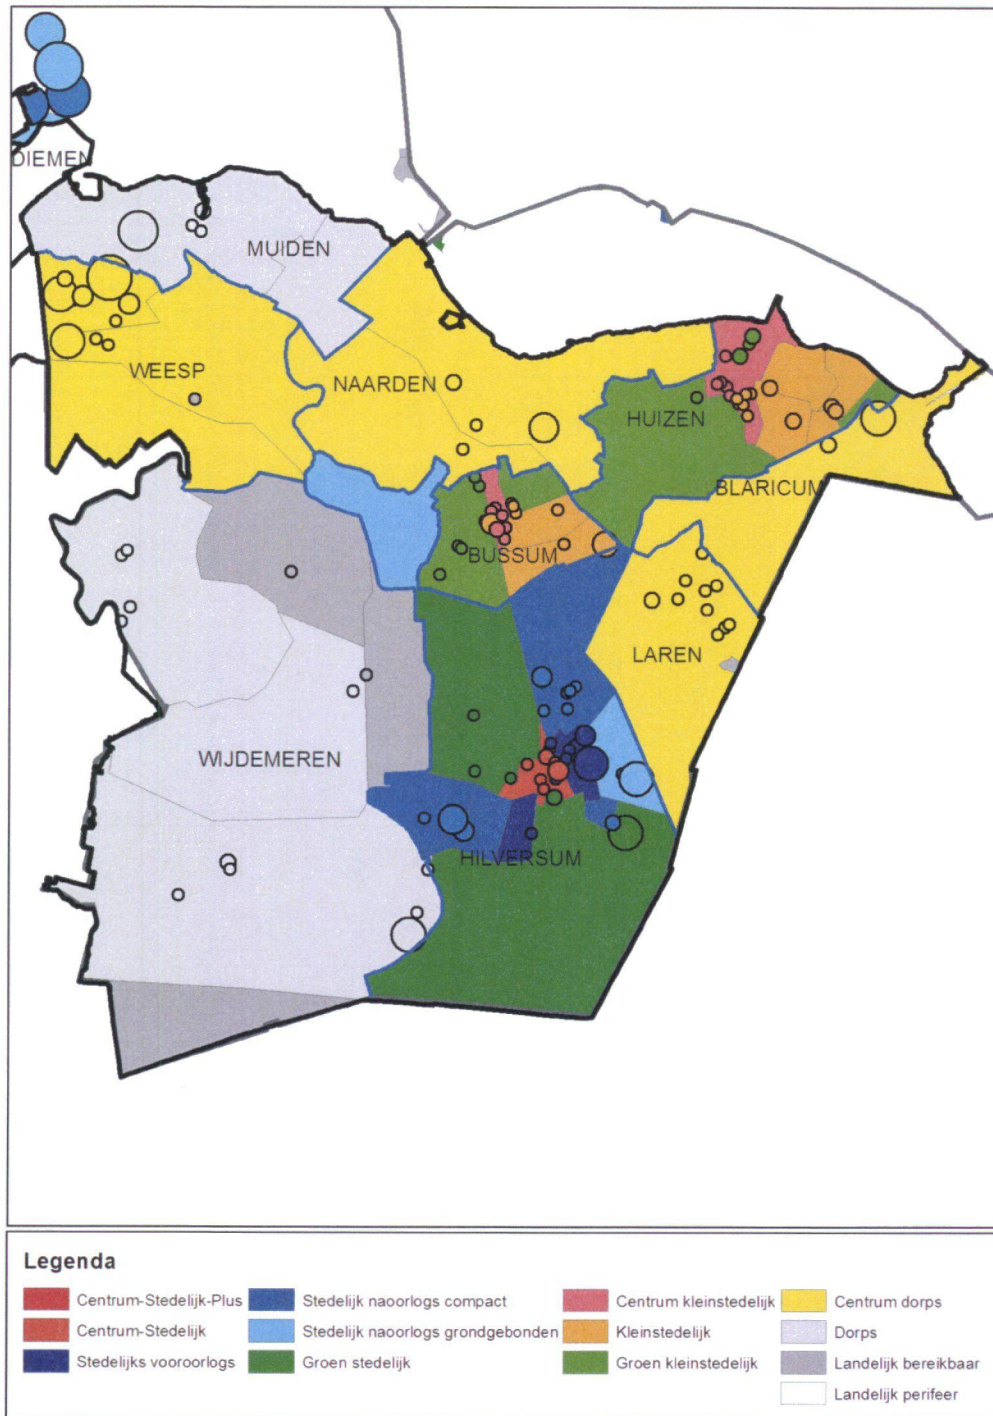 DIEMEN
MUIDEN
WEESP
NAARDEN
HUIZEN
BLARICUM
BUSSUM
LAREN
WIJDEMEREN
HILVERSUM
Legenda
Centrum-Stedelijk-Plus
Centrum-Stedelijk
Stedelijks vooroorlogs
Stedelijk naoorlogs compact
Stedelijk naoorlogs grondgebonden
Groen stedelijk
Centrum kleinstedelijk
Kleinstedelijk
Groen kleinstedelijk
Centrum dorps
Dorps
Landelijk bereikbaar
Landelijk perifeer